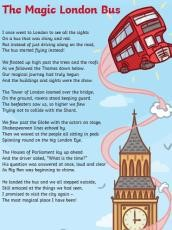 The Magic London Bus
I once went to London to see all the sights
On a bus that was shiny and red.
But instead of just driving along on the road,
The bus started flying instead!
We floated up high past the trees and the roofs
As we followed the Thames down below.
Our magical journey had truly begun
And the buildings and sights were the show.
The Tower of London loomed over the bridge,
On the ground, ravens stood keeping guard.
The beefeaters saw us, so higher we flew
Trying not to collide with the Shard.
We flew past the Globe with the actors on stage,
Shakespearean lines echoed by.
Then we waved at the people all sitting in pods
Spinning round on the big London Eye.
The Houses of Parliament lay up ahead
And the driver asked, "What is the time?"
His question was answered at once, loud and clear
As Big Ben was beginning to chime.
He landed the bus and we all stepped outside,
Still amazed at the things we had seen.
I promised to visit the city again –
The most magical place I have been!